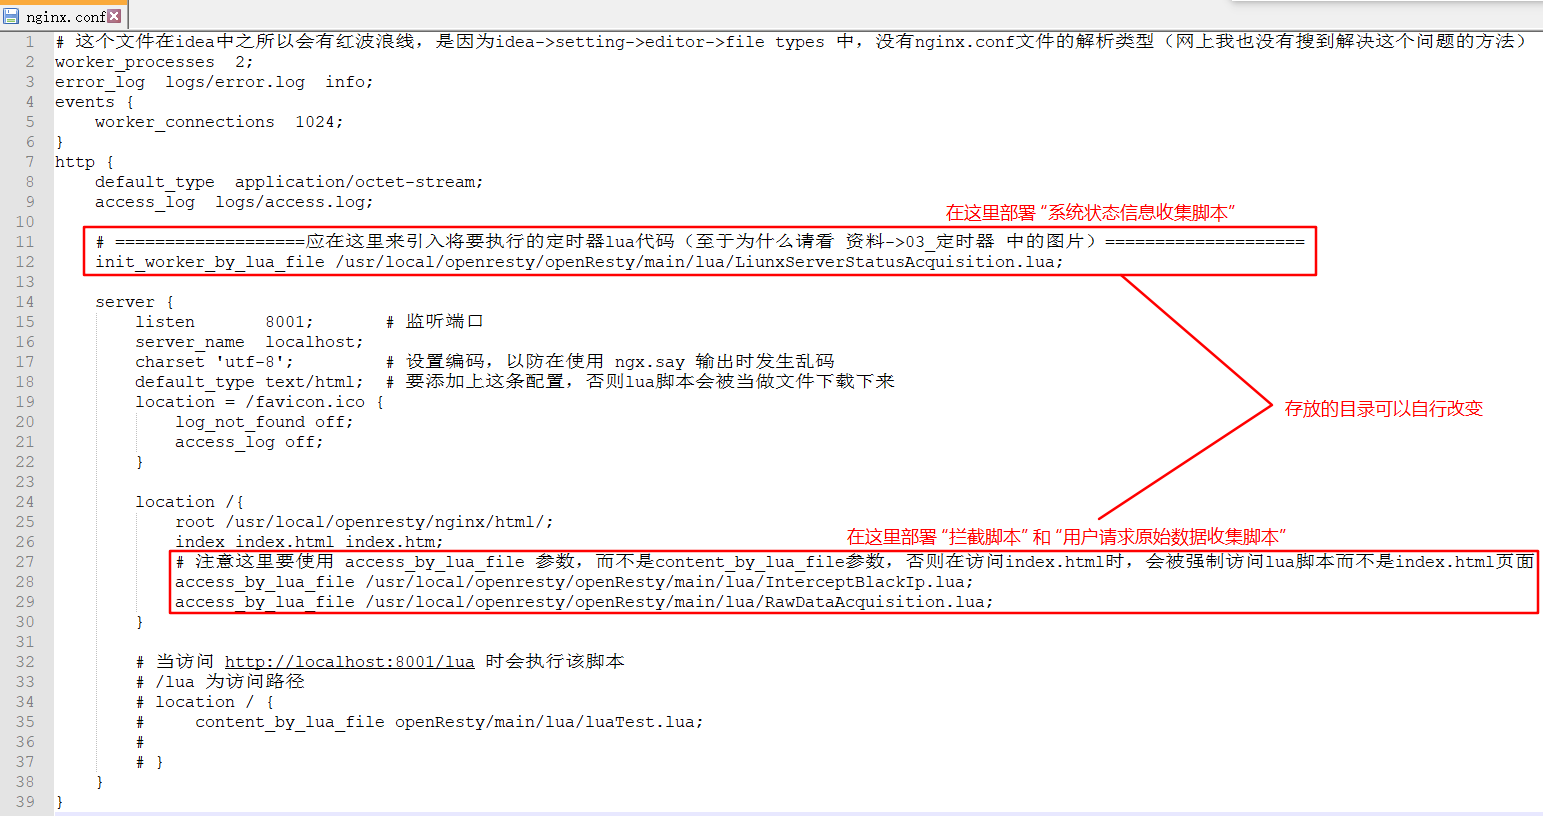 nginx.conf
1 # 这个文件在idea中之所以会有红波浪线，是因为idea->setting->editor->file types 中，没有nginx.conf文件的解析类型（网上我也没有搜到解决这个问题的方法）
2 worker_processes  2;
3 error_log  logs/error.log  info;
4 events {
5     worker_connections  1024;
6 }
7 http {
8     default_type  application/octet-stream;
9     access_log  logs/access.log;
10
在这里部署“系统状态信息收集脚本”
11     # ===================应在这里来引入将要执行的定时器lua代码（至于为什么请看 资料->03_定时器 中的图片）====================
12     init_worker_by_lua_file /usr/local/openresty/openResty/main/lua/LiunxServerStatusAcquisition.lua;
13
14     server {
15         listen       8001;       # 监听端口
16         server_name  localhost;
17         charset 'utf-8';         # 设置编码，以防在使用 ngx.say 输出时发生乱码
18         default_type text/html;  # 要添加上这条配置，否则lua脚本会被当做文件下载下来
19         location = /favicon.ico {
存放的目录可以自行改变
20             log_not_found off;
21             access_log off;
22         }
23
24         location /{
25             root /usr/local/openresty/nginx/html/;
26             index index.html index.htm;
在这里部署“拦截脚本” 和 “用户请求原始数据收集脚本”
27             # 注意这里要使用 access_by_lua_file 参数，而不是content_by_lua_file参数，否则在访问index.html时，会被强制访问lua脚本而不是index.html页面
28             access_by_lua_file /usr/local/openresty/openResty/main/lua/InterceptBlackIp.lua;
29             access_by_lua_file /usr/local/openresty/openResty/main/lua/RawDataAcquisition.lua;
30         }
31
32         # 当访问 http://localhost:8001/lua 时会执行该脚本
33         # /lua 为访问路径
34         # location / {
35         #     content_by_lua_file openResty/main/lua/luaTest.lua;
36         #
37         # }
38     }
39 }